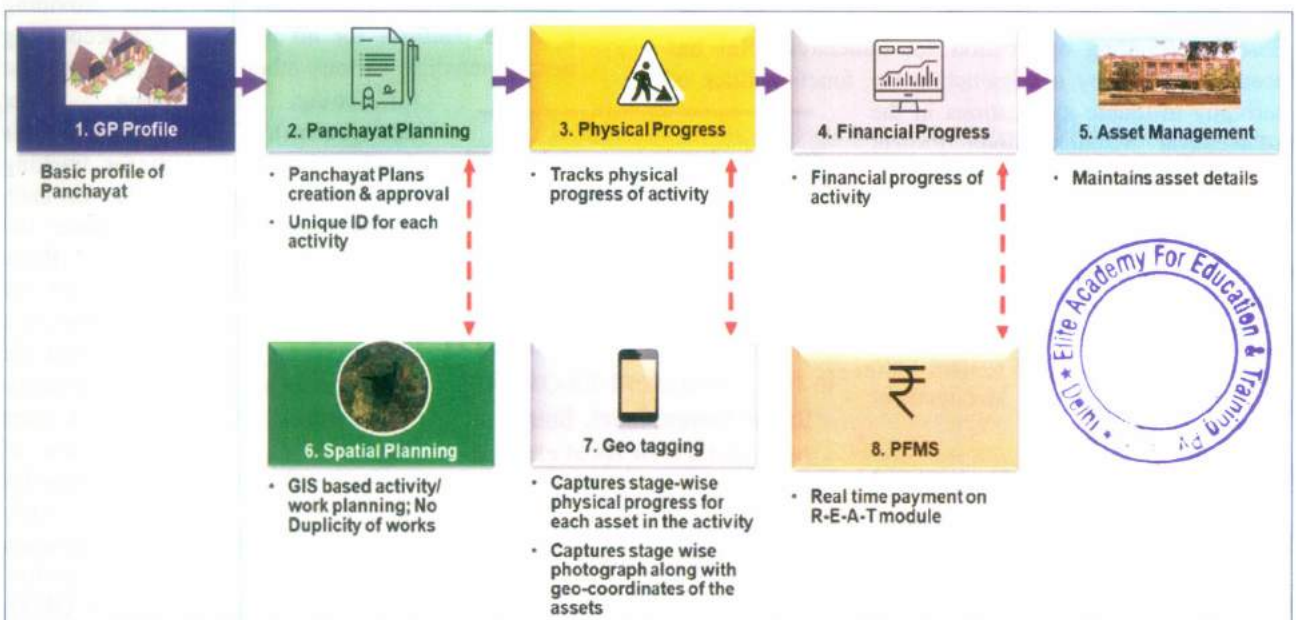 1. GP Profile
Basic profile of
Panchayat
2. Panchayat Planning
· Panchayat Plans
creation & approval
· Unique ID for each
activity
3. Physical Progress
· Tracks physical
progress of activity
4. Financial Progress
· Financial progress of
activity
5. Asset Management
· Maintains asset details
6. Spatial Planning
· GIS based activity/
work planning; No
Duplicity of works
7. Geo tagging
· Captures stage-wise
physical progress for
each asset in the activity
· Captures stage wise
photograph along with
geo-coordinates of the
assets
₹
8. PFMS
· Real time payment on
R-E-A-T module
Elite Academy For Education & Training
Delhi